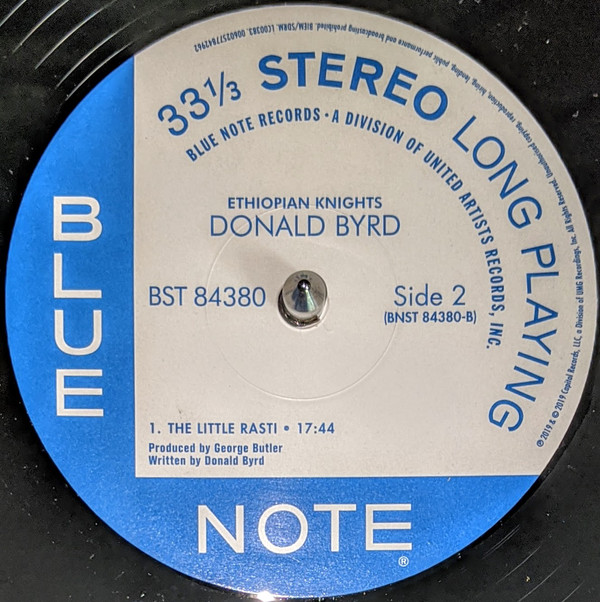 33⅓ STEREO LONG PLAYING
BLUE NOTE RECORDS · A DIVISION OF UNITED ARTISTS RECORDS, INC.
ETHIOPIAN KNIGHTS
DONALD BYRD
BST 84380
Side 2
(BNST 84380-B)
1. THE LITTLE RASTI • 17:44
Produced by George Butler
Written by Donald Byrd
BLUE
NOTE
®
℗ 2019 & © 2019 Capitol Records, LLC, a Division of UMG Recordings, Inc. All Rights Reserved. Unauthorized copying, reproduction, hiring, lending, public performance and broadcasting prohibited. BIEM/SDRM. LC00383. 00602577642962